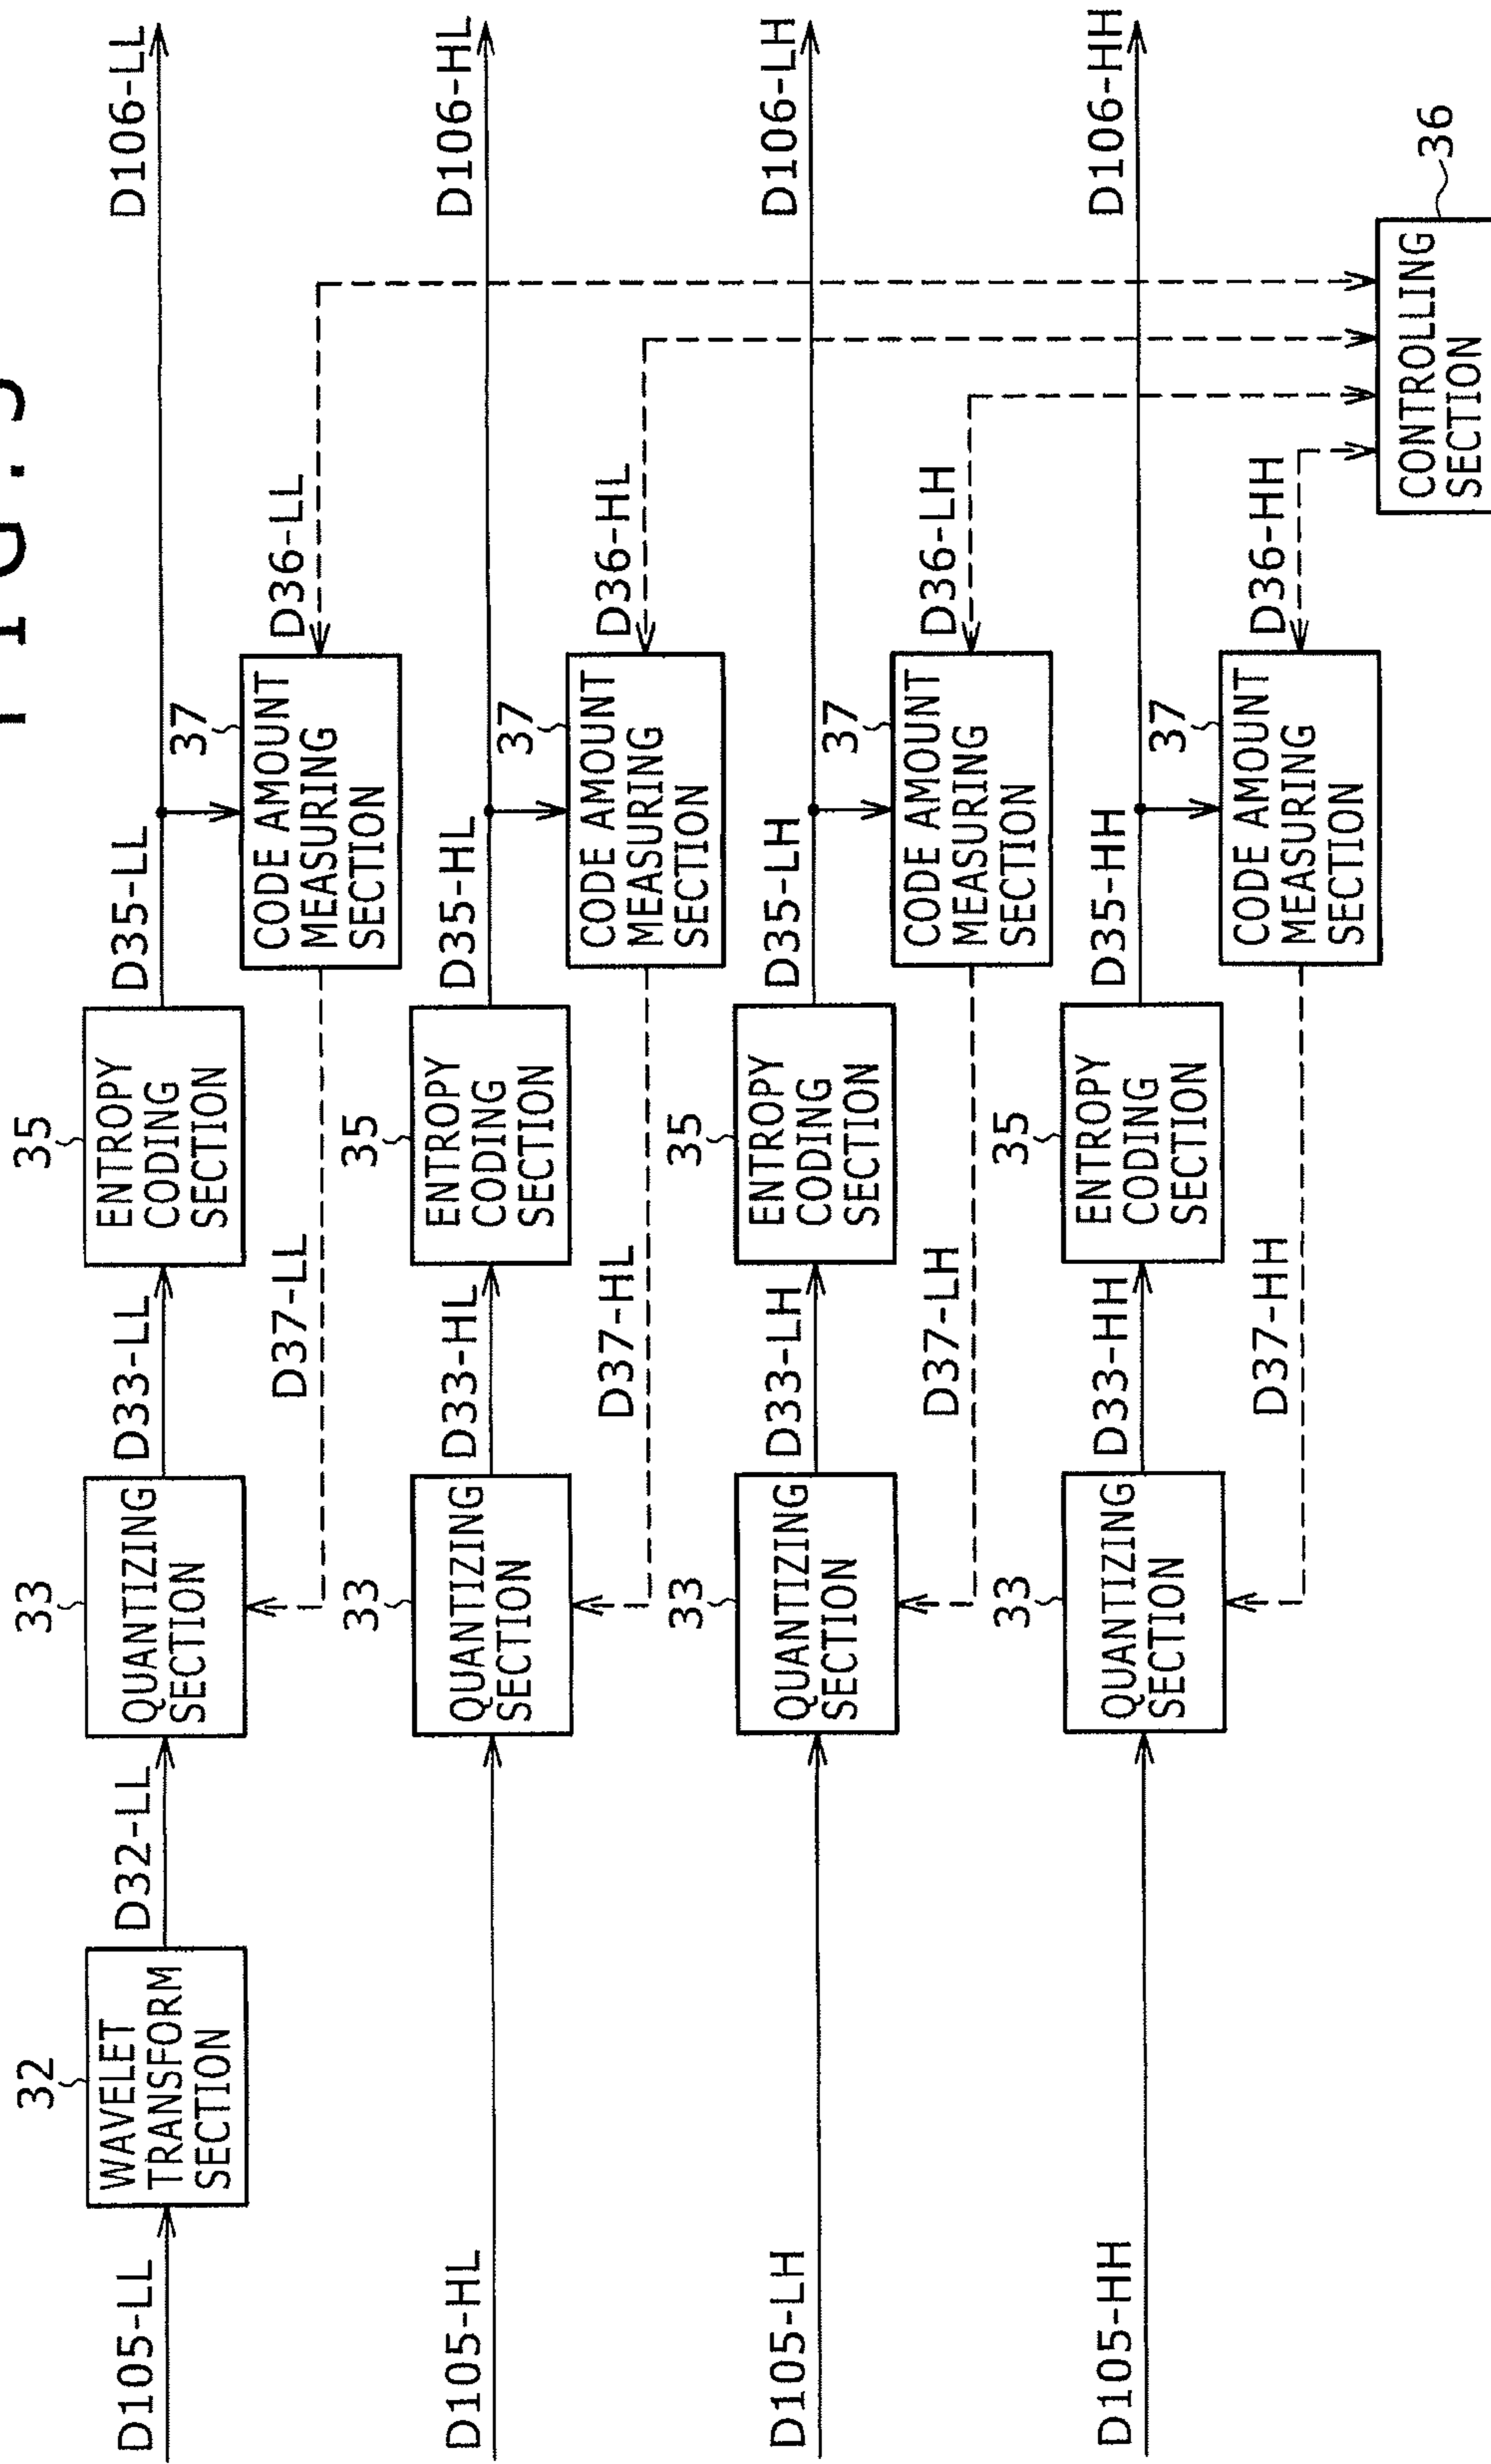 D105-LL
32
WAVELET
TRANSFORM
SECTION
D32-LL
33
QUANTIZING
SECTION
D33-LL
35
ENTROPY
CODING
SECTION
D35-LL
D106-LL
D37-LL
37
CODE AMOUNT
MEASURING
SECTION
D36-LL
D105-HL
33
QUANTIZING
SECTION
D33-HL
35
ENTROPY
CODING
SECTION
D35-HL
D106-HL
D37-HL
37
CODE AMOUNT
MEASURING
SECTION
D36-HL
D105-LH
33
QUANTIZING
SECTION
D33-LH
35
ENTROPY
CODING
SECTION
D35-LH
D106-LH
D37-LH
37
CODE AMOUNT
MEASURING
SECTION
D36-LH
D105-HH
33
QUANTIZING
SECTION
D33-HH
35
ENTROPY
CODING
SECTION
D35-HH
D106-HH
D37-HH
37
CODE AMOUNT
MEASURING
SECTION
D36-HH
36
CONTROLLING
SECTION